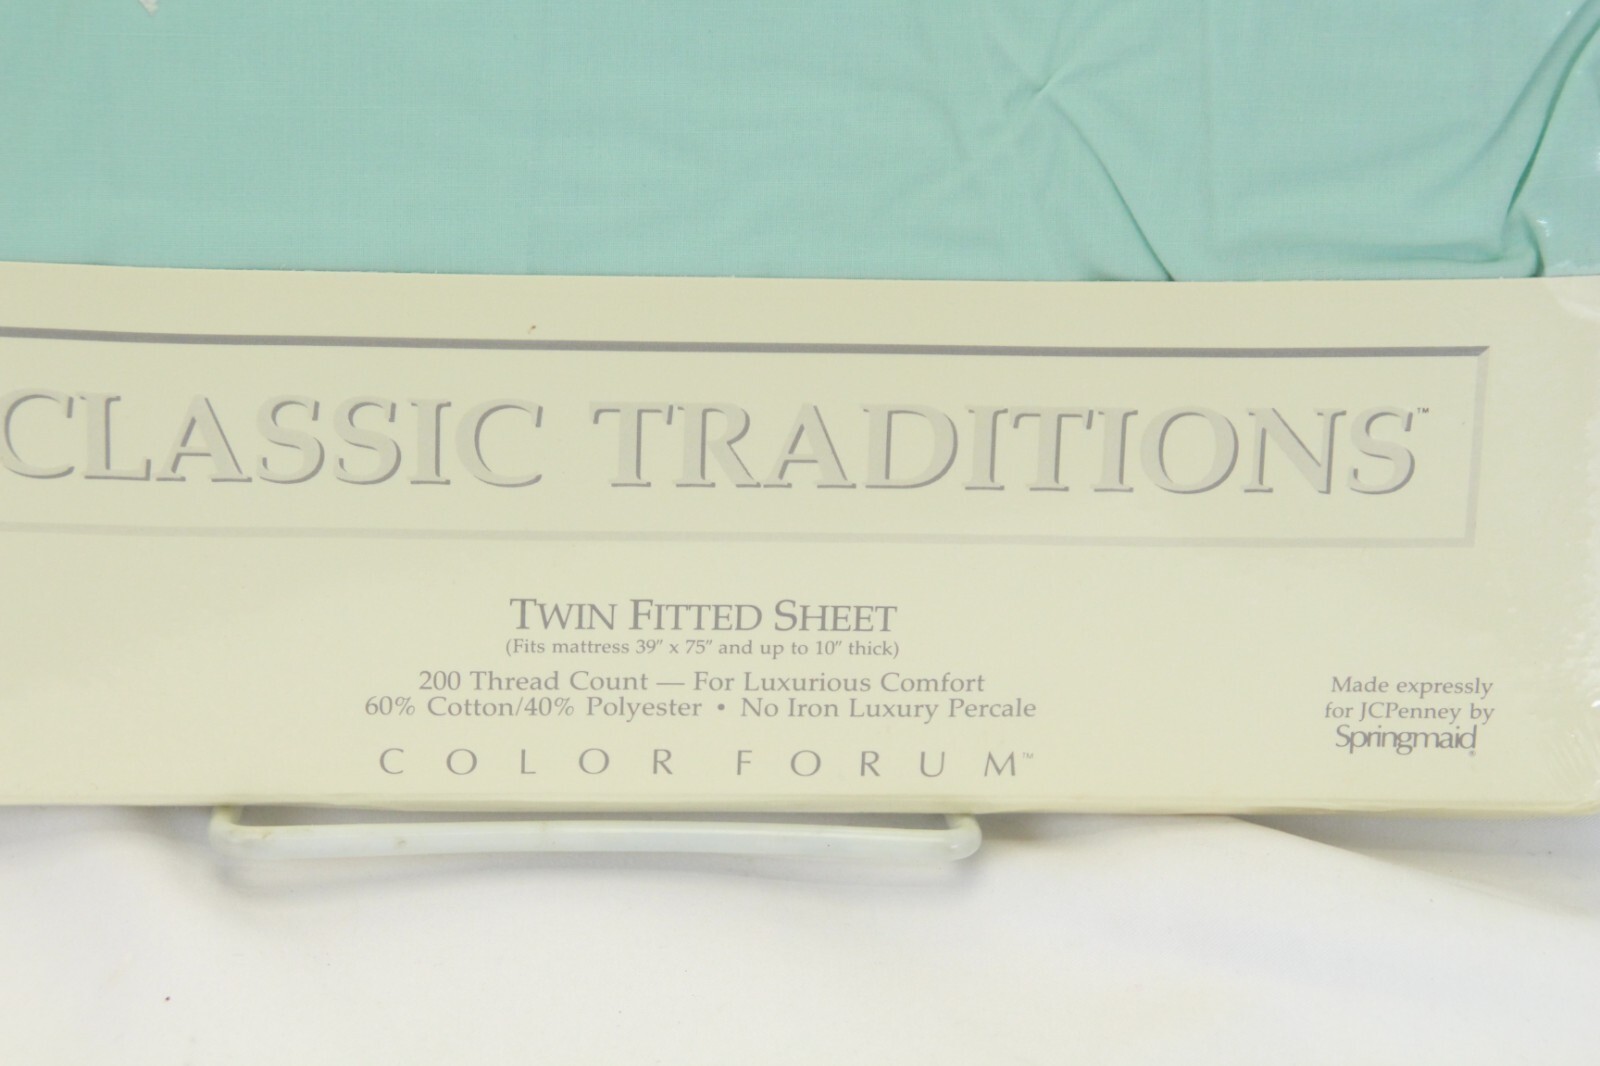 CLASSIC TRADITIONS™
TWIN FITTED SHEET
(Fits mattress 39" x 75" and up to 10" thick)
200 Thread Count — For Luxurious Comfort
60% Cotton/40% Polyester • No Iron Luxury Percale
COLOR FORUM™
Made expressly
for JCPenney by
Springmaid®